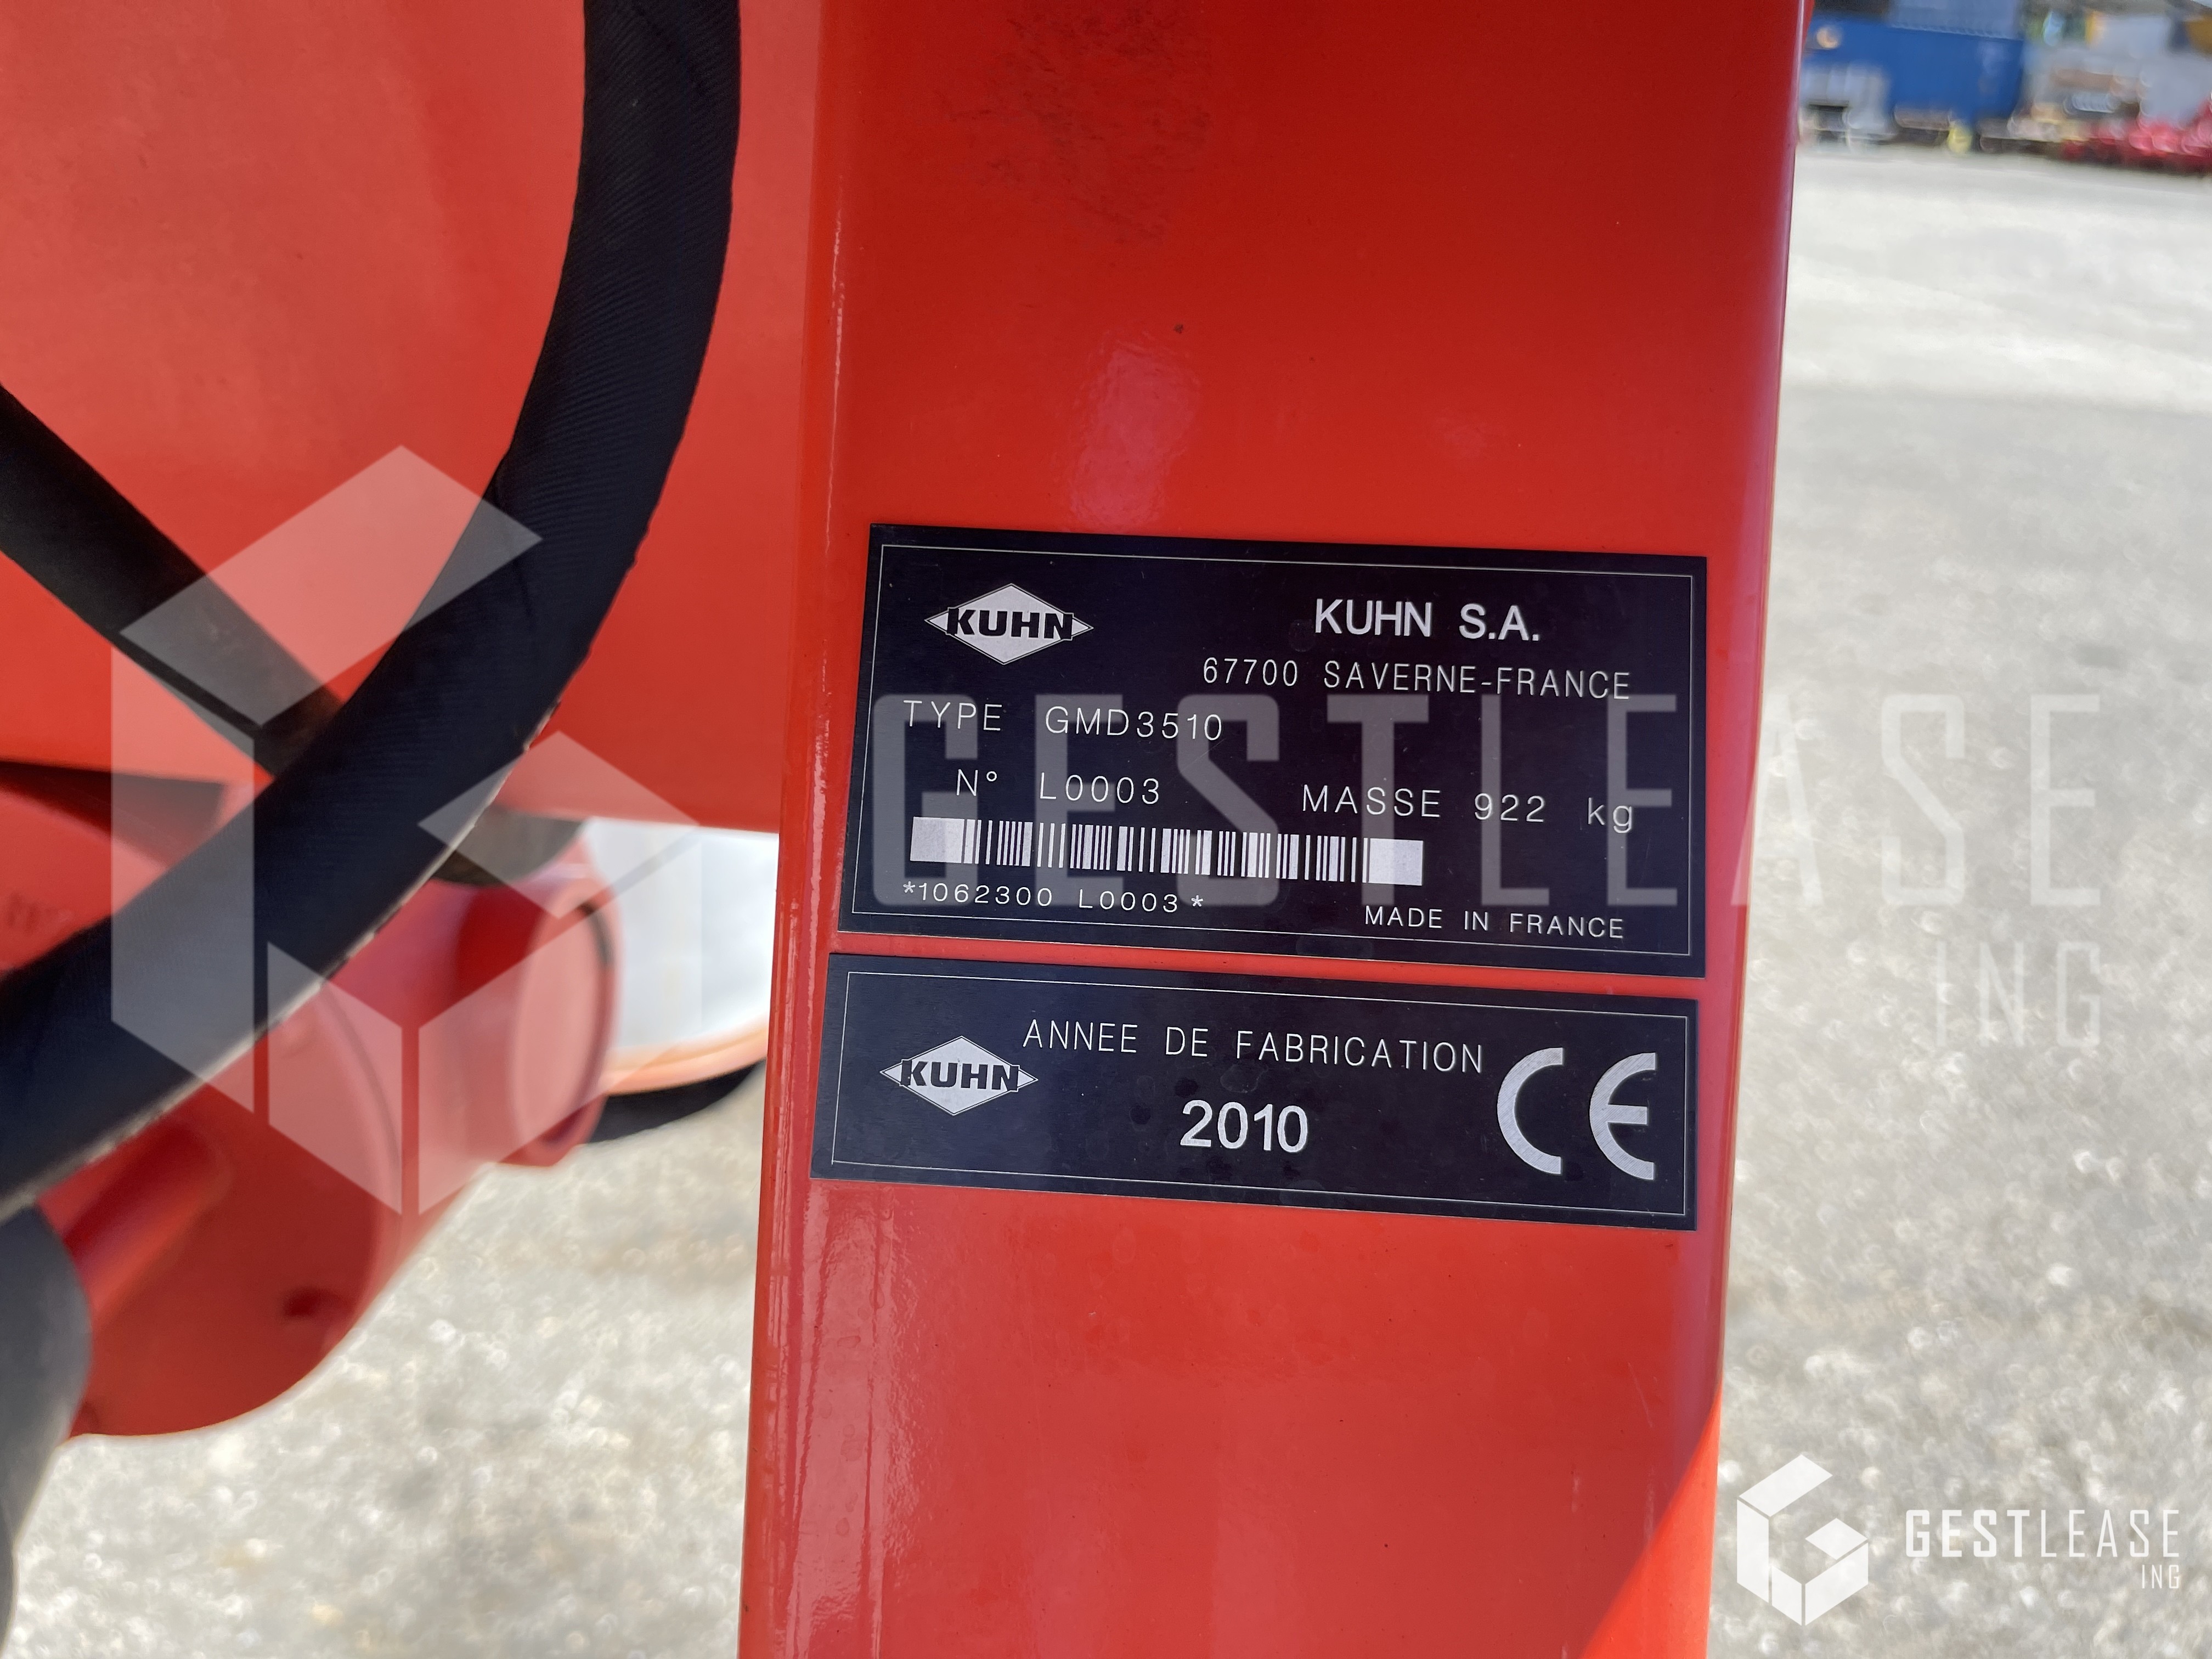 KUHN
KUHN S.A.
67700 SAVERNE-FRANCE
TYPE GMD3510
N° L0003 MASSE 922 kg
*1062300 L0003*
MADE IN FRANCE
KUHN
ANNEE DE FABRICATION
2010
CE
GESTLEASE
ING
GESTLEASE
ING